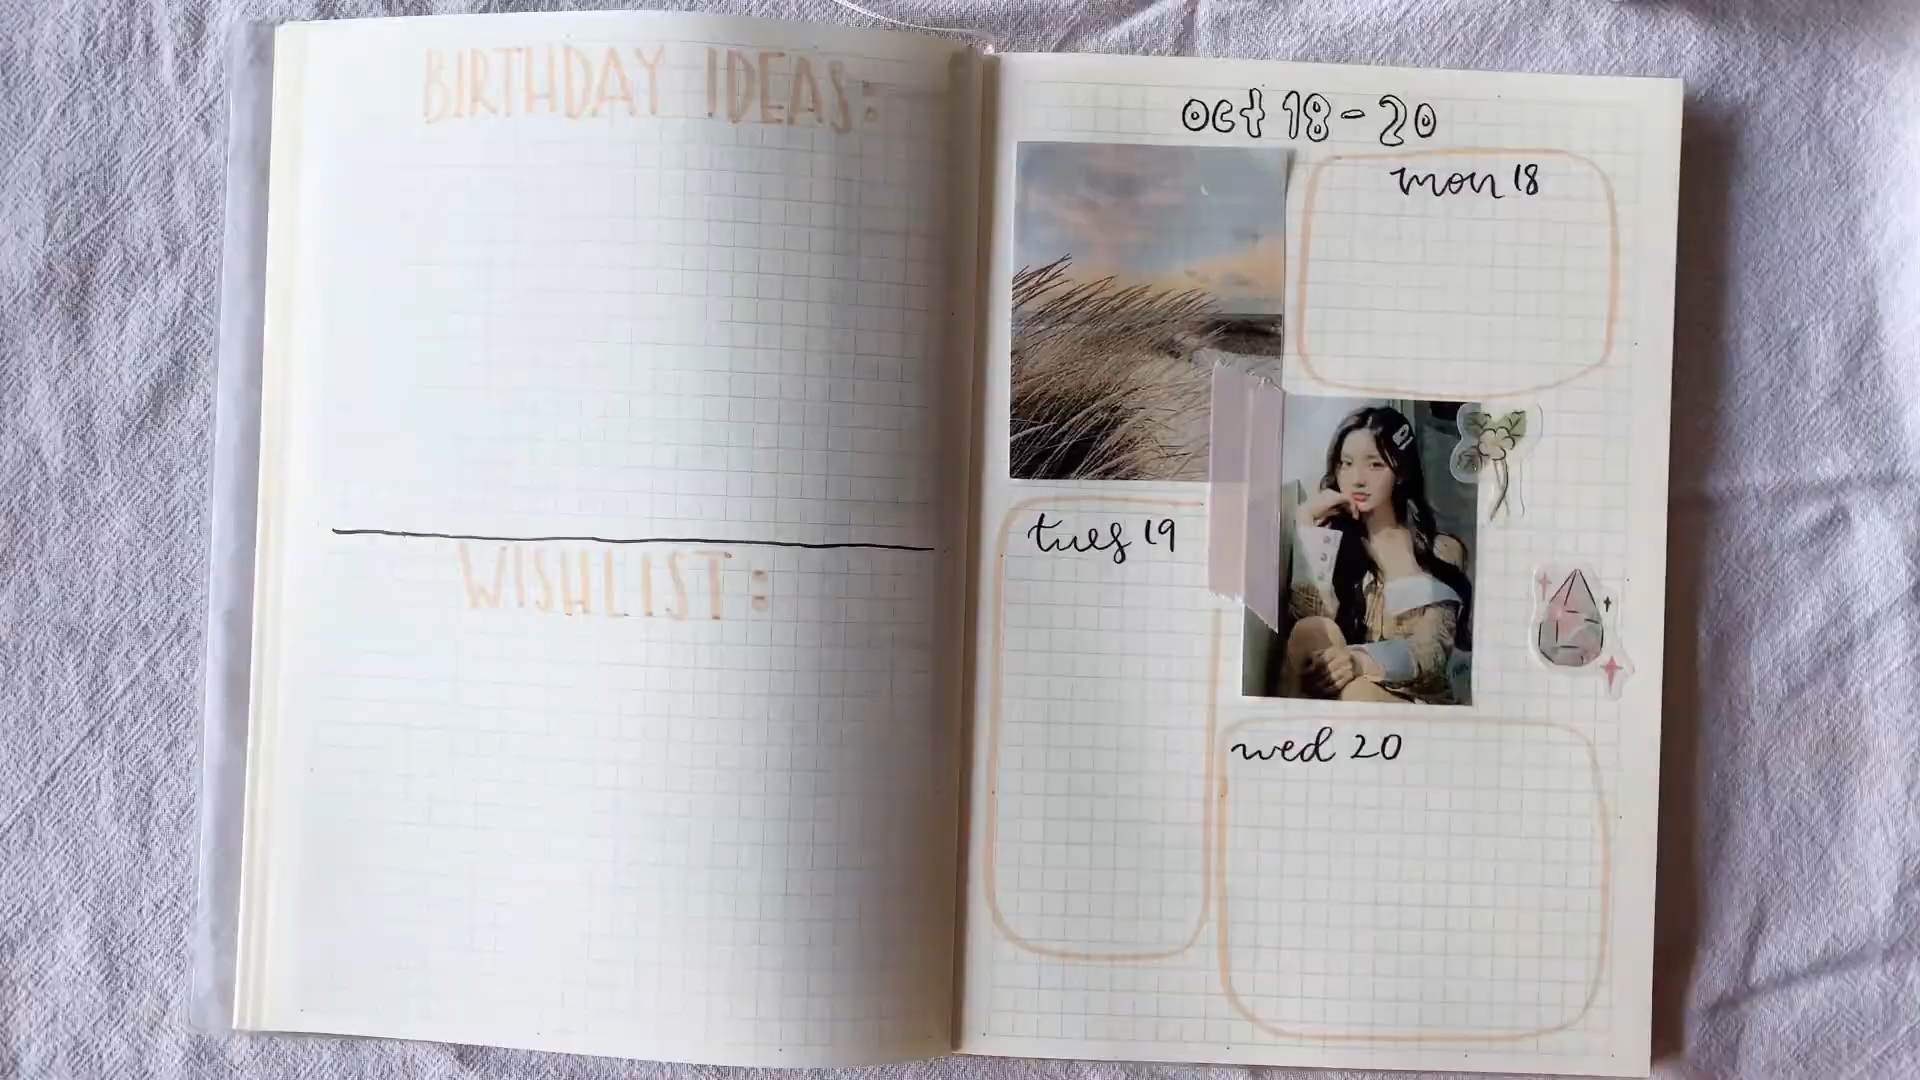 BIRTHDAY IDEAS:
WISHLIST:
oct 18-20
mon 18
tues 19
wed 20